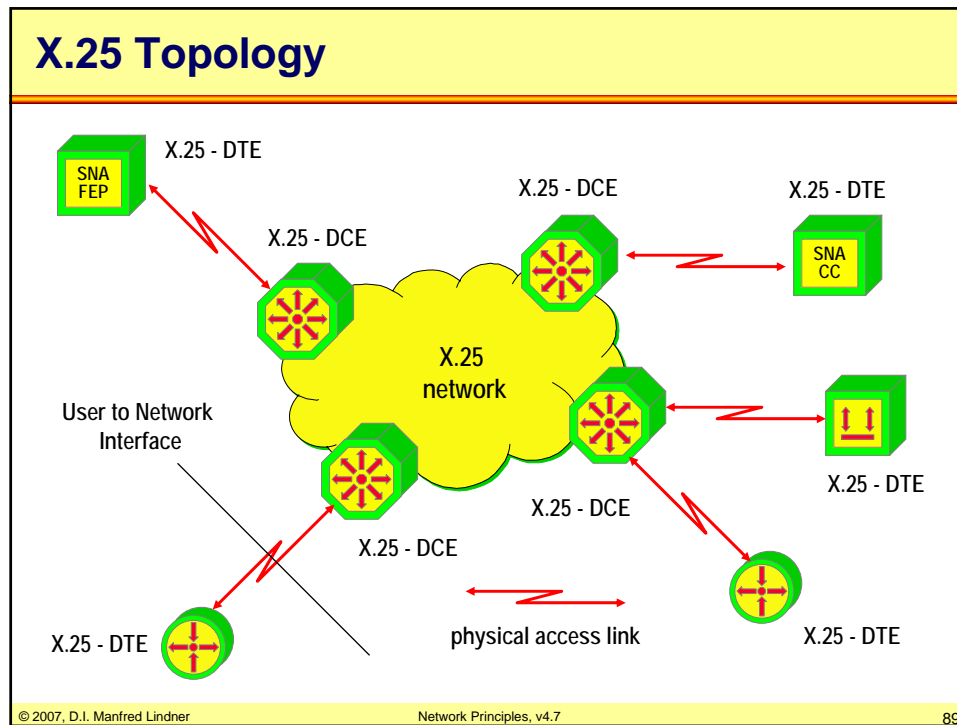 X.25 Topology
X.25 - DTE
SNA
FEP
X.25 - DCE
X.25 - DTE
X.25 - DCE
SNA
CC
X.25
network
User to Network
Interface
X.25 - DTE
X.25 - DCE
X.25 - DCE
X.25 - DTE
physical access link
X.25 - DTE
© 2007, D.I. Manfred Lindner
Network Principles, v4.7
89